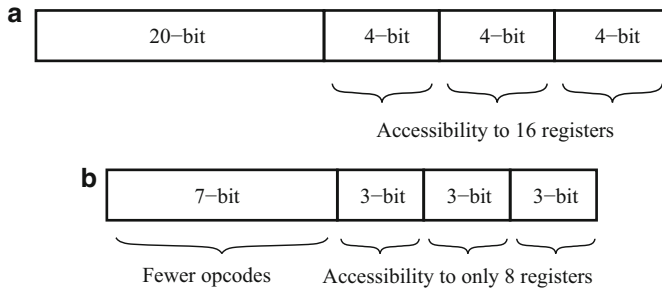 a
20−bit 4−bit 4−bit 4−bit
Accessibility to 16 registers
b
7−bit 3−bit 3−bit 3−bit
Fewer opcodes Accessibility to only 8 registers